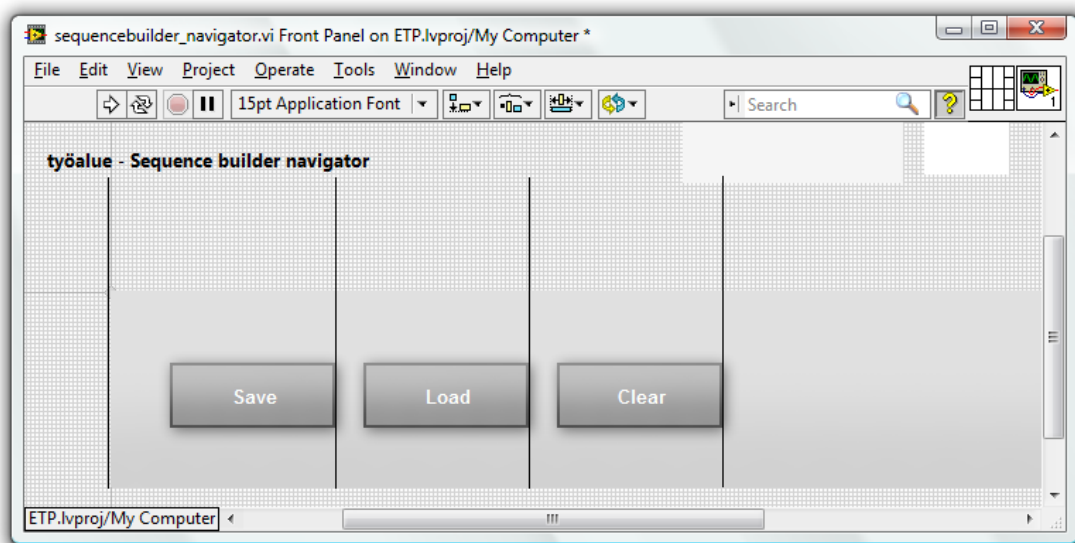 sequencebuilder_navigator.vi Front Panel on ETP.lvproj/My Computer *
File Edit View Project Operate Tools Window Help
15pt Application Font Search ? 1
työalue - Sequence builder navigator
Save Load Clear
ETP.lvproj/My Computer